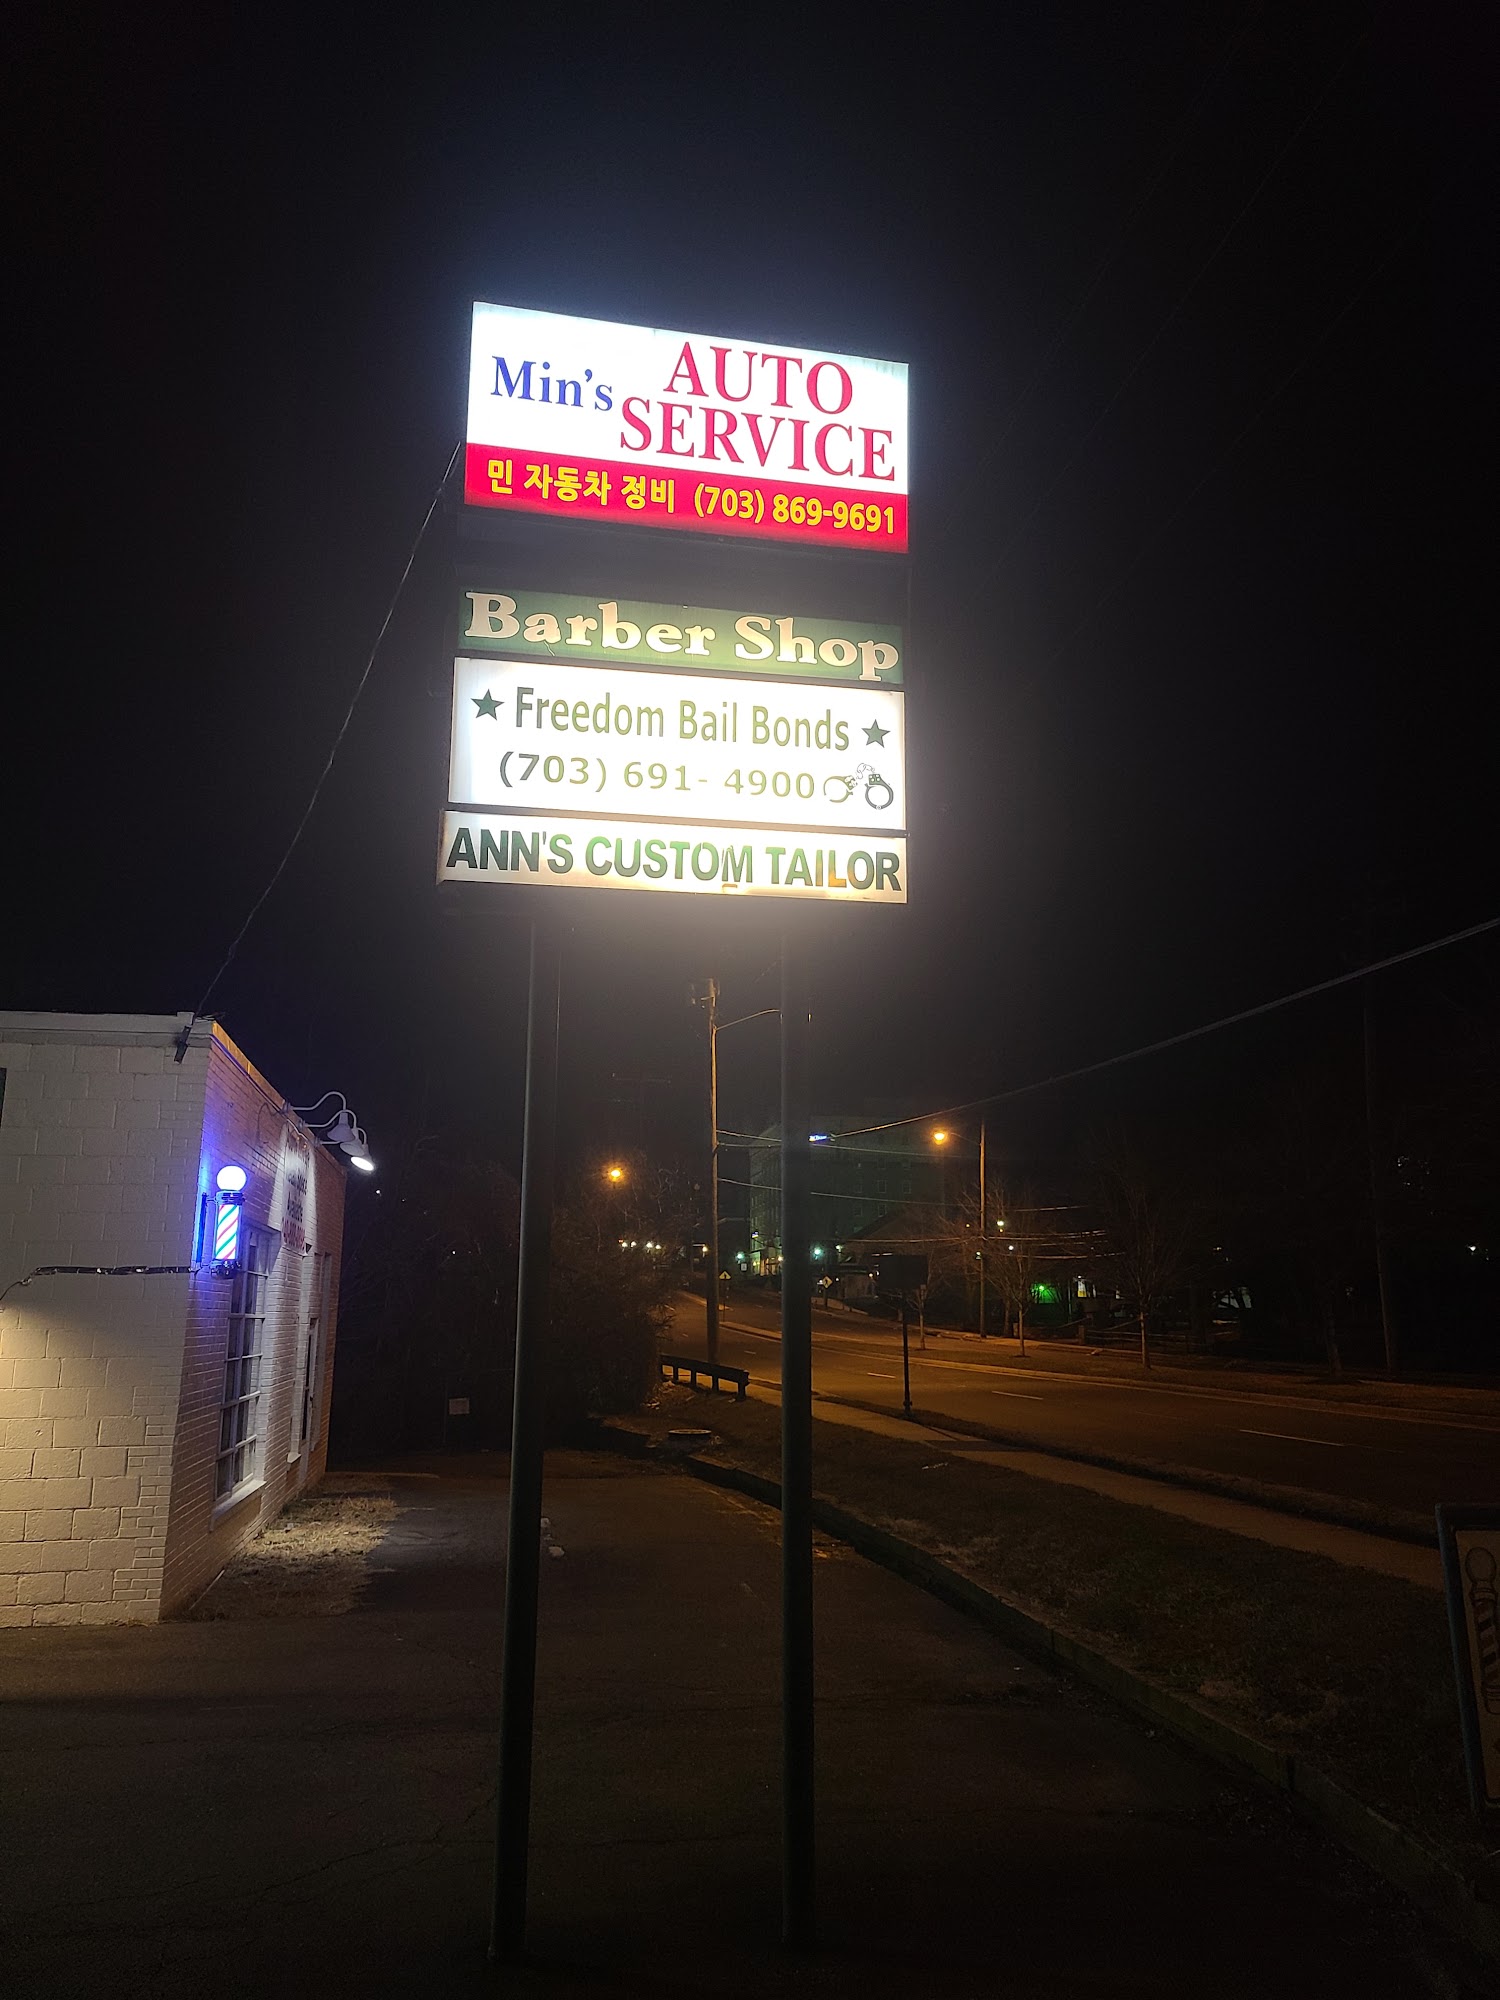 Min's AUTO
SERVICE
민 자동차 정비 (703) 869-9691
Barber Shop
★ Freedom Bail Bonds ★
(703) 691- 4900
ANN'S CUSTOM TAILOR